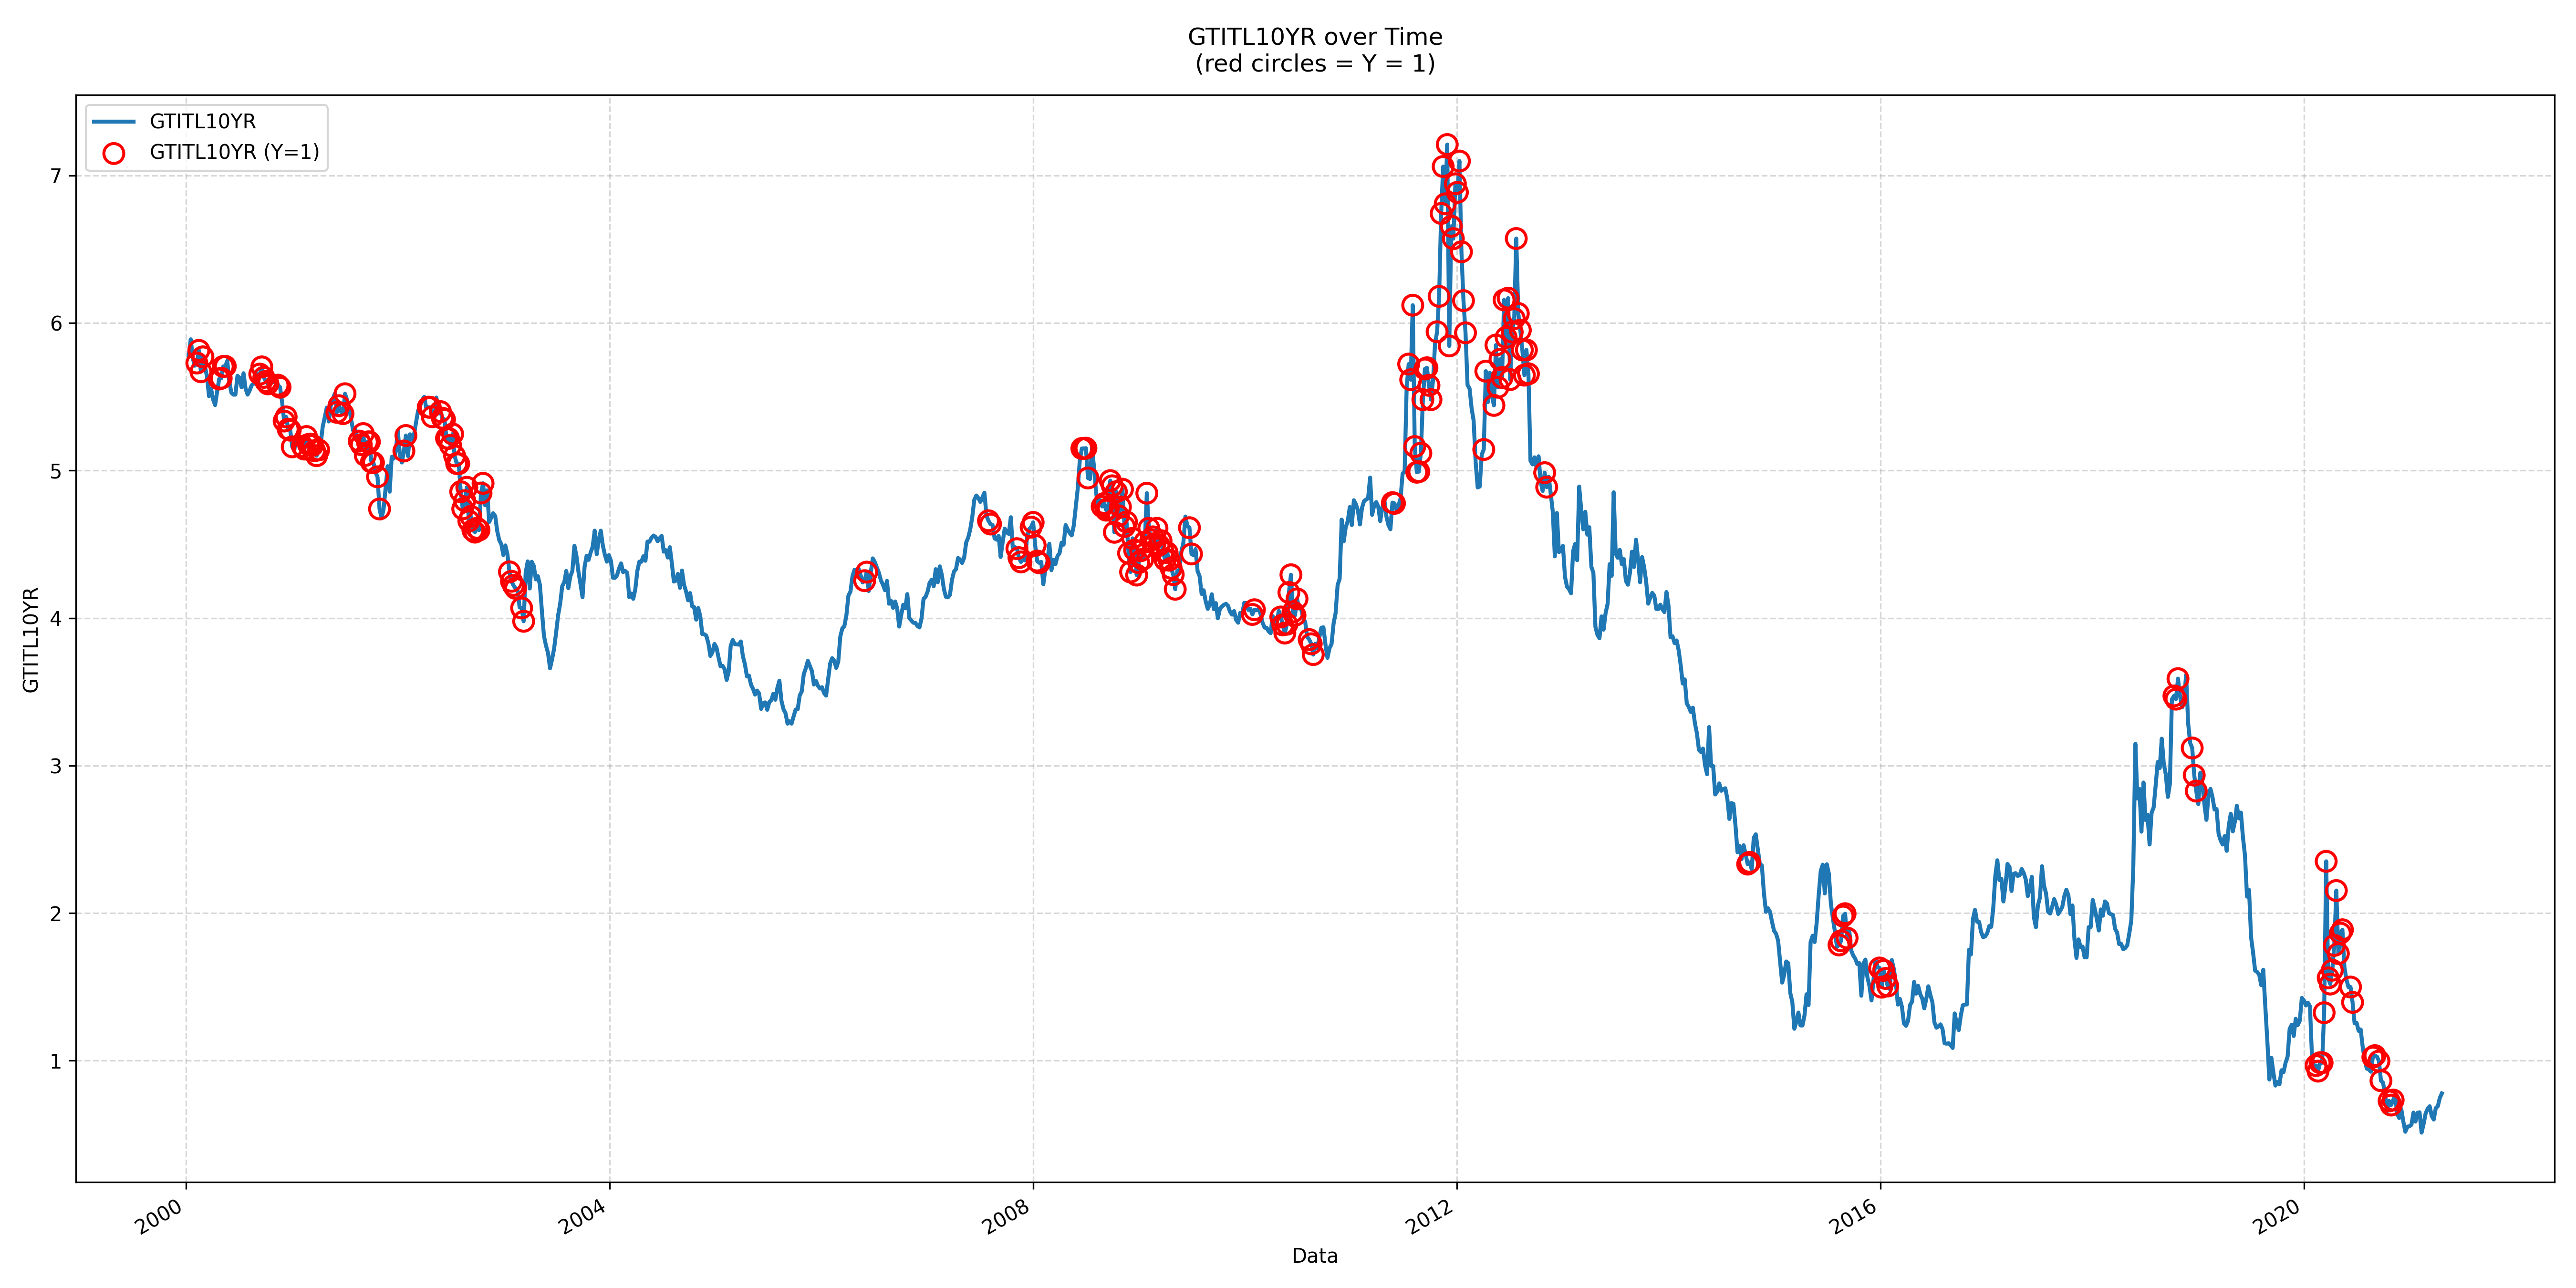 GTITL10YR over Time
(red circles = Y = 1)
GTITL10YR
GTITL10YR (Y=1)
GTITL10YR
7
6
5
4
3
2
1
2000
2004
2008
2012
2016
2020
Data